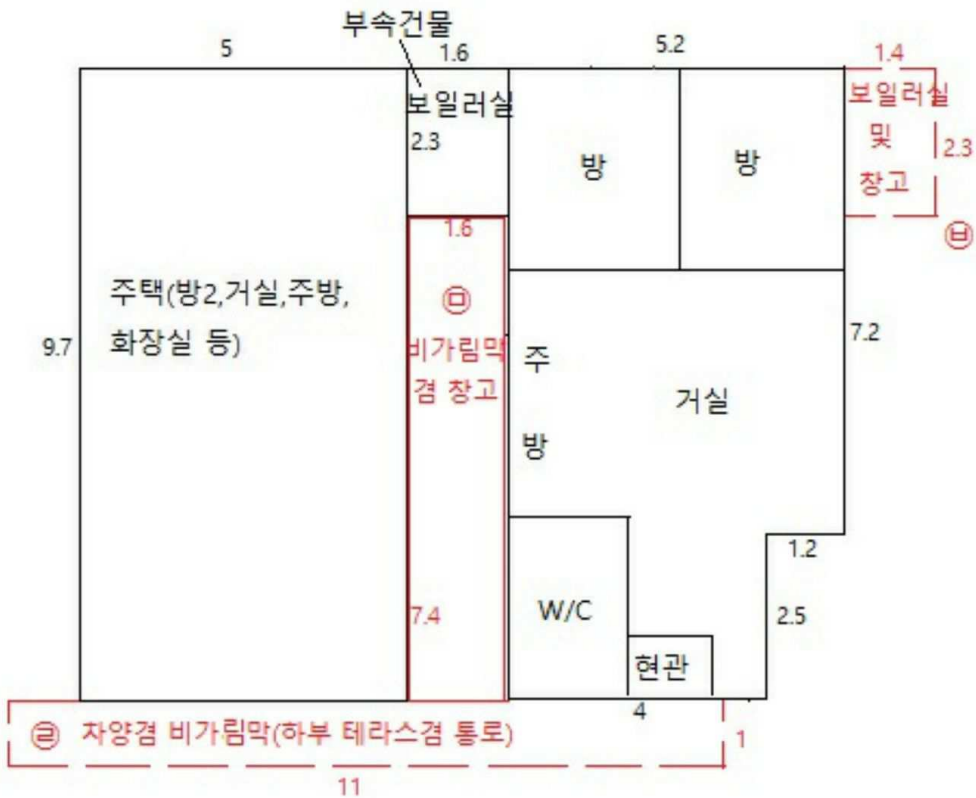 부속건물
5
1.6
5.2
1.4
보일러실
2.3
방
방
보일러실
및
창고
2.3
㉥
1.6
㉤
비가림막
겸 창고
주택(방2,거실,주방,
화장실 등)
9.7
주
방
거실
7.2
1.2
2.5
7.4
W/C
현관
4
㉣ 차양겸 비가림막(하부 테라스겸 통로)
1
11